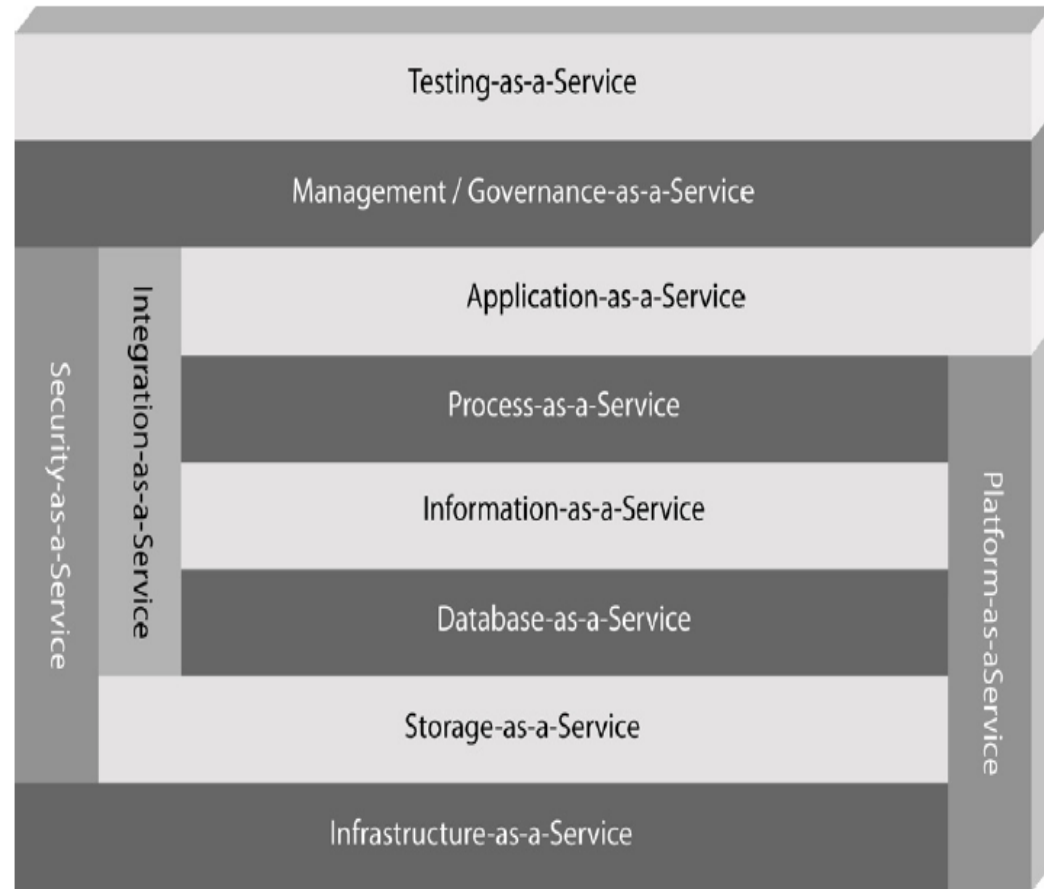 Testing-as-a-Service
Management / Governance-as-a-Service
Security-as-a-Service
Integration-as-a-Service
Application-as-a-Service
Process-as-a-Service
Information-as-a-Service
Database-as-a-Service
Storage-as-a-Service
Infrastructure-as-a-Service
Platform-as-aService